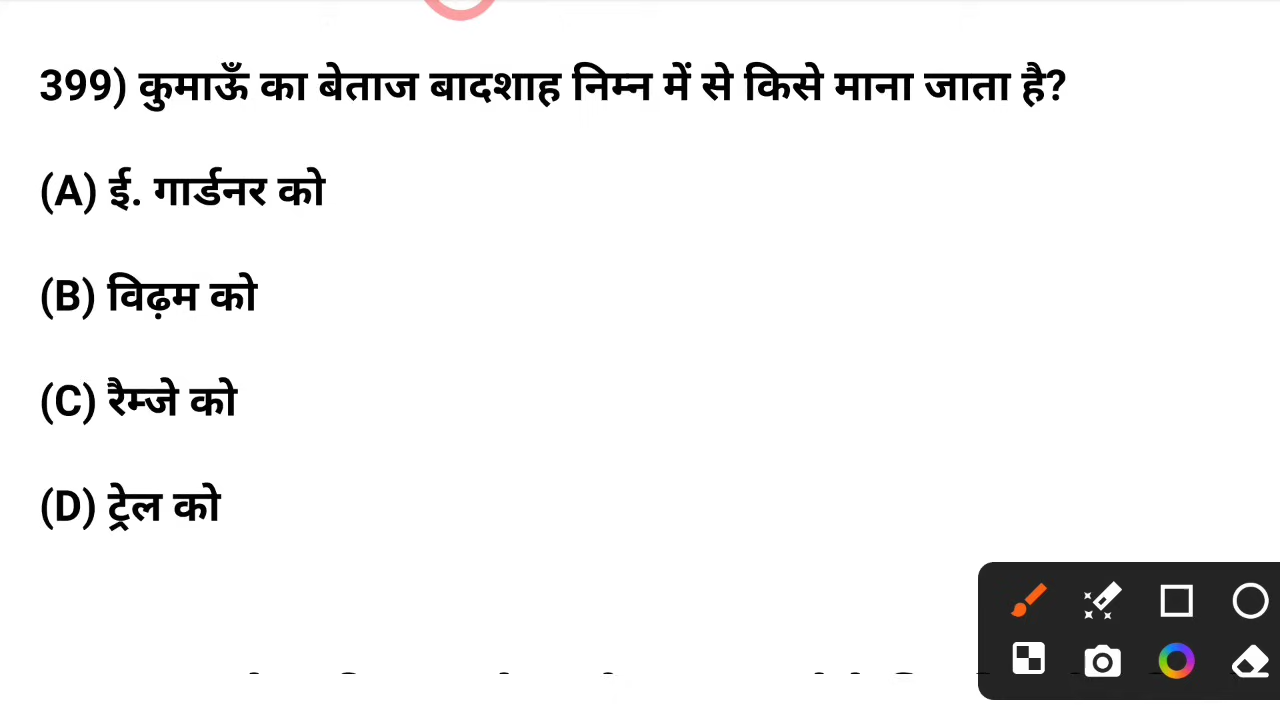 399) कुमाऊँ का बेताज बादशाह निम्न में से किसे माना जाता है?
(A) ई. गार्डनर को
(B) विढ़म को
(C) रैम्जे को
(D) ट्रेल को